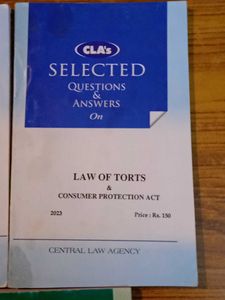 CLA's
SELECTED
QUESTIONS &
ANSWERS
On
LAW OF TORTS
&
CONSUMER PROTECTION ACT
2023 Price : Rs. 150
CENTRAL LAW AGENCY